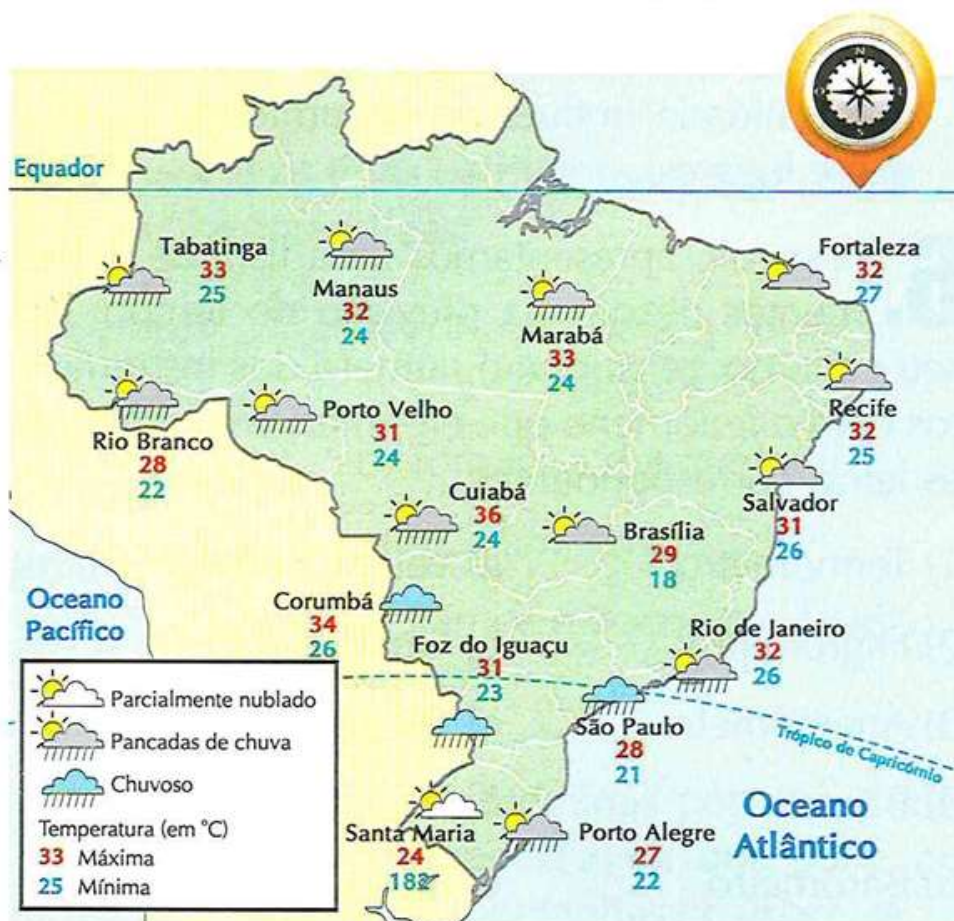 Equador
Tabatinga
33
25
Manaus
32
24
Marabá
33
24
Fortaleza
32
27
Rio Branco
28
22
Porto Velho
31
24
Recife
32
25
Cuiabá
36
24
Brasília
29
18
Salvador
31
26
Oceano
Pacífico
Corumbá
34
26
Foz do Iguaçu
31
23
Rio de Janeiro
32
26
São Paulo
28
21
Trópico de Capricórnio
Santa Maria
24
182
Porto Alegre
27
22
Oceano
Atlântico
Parcialmente nublado
Pancadas de chuva
Chuvoso
Temperatura (em °C)
33 Máxima
25 Mínima